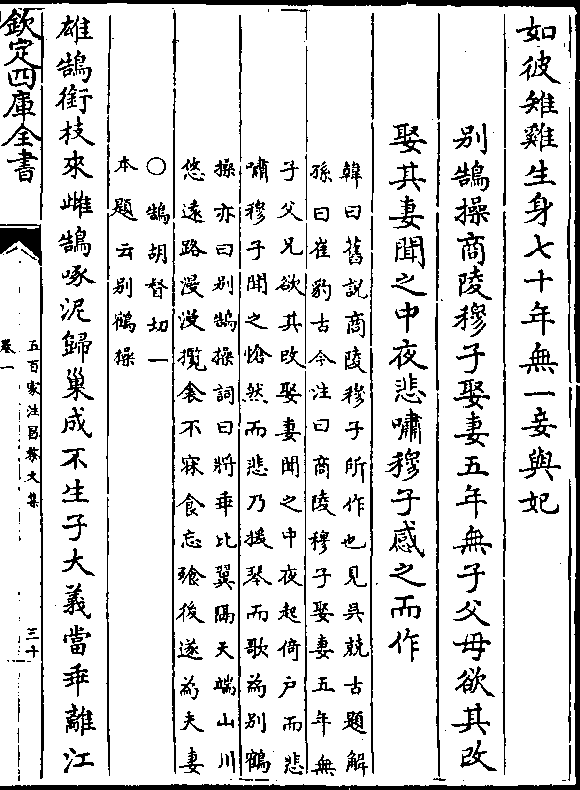 如彼雉雞生身七十年無一妾與妃
别鵠操商陵穆子娶妻五年無子父母欲其改
娶其妻聞之中夜悲嘯穆子感之而作
韓曰舊說商陵穆子所作也見吳兢古題解
孫曰崔豹古今注曰商陵穆子娶妻五年無
子父兄欲其改娶妻聞之中夜起倚户而悲
嘯穆子聞之愴然而悲乃援琴而歌為别鶴
操亦曰别鵠操詞曰將乖比翼隔天端山川
悠遠路漫漫攬衾不寐食忘飱後遂為夫妻
○鵠胡督切一
本題云别鶴操
雄鵠銜枝來雌鵠啄泥歸巢成不生子大義當乖離江
欽定四庫全書
五百家注昌黎文集
卷一
三十